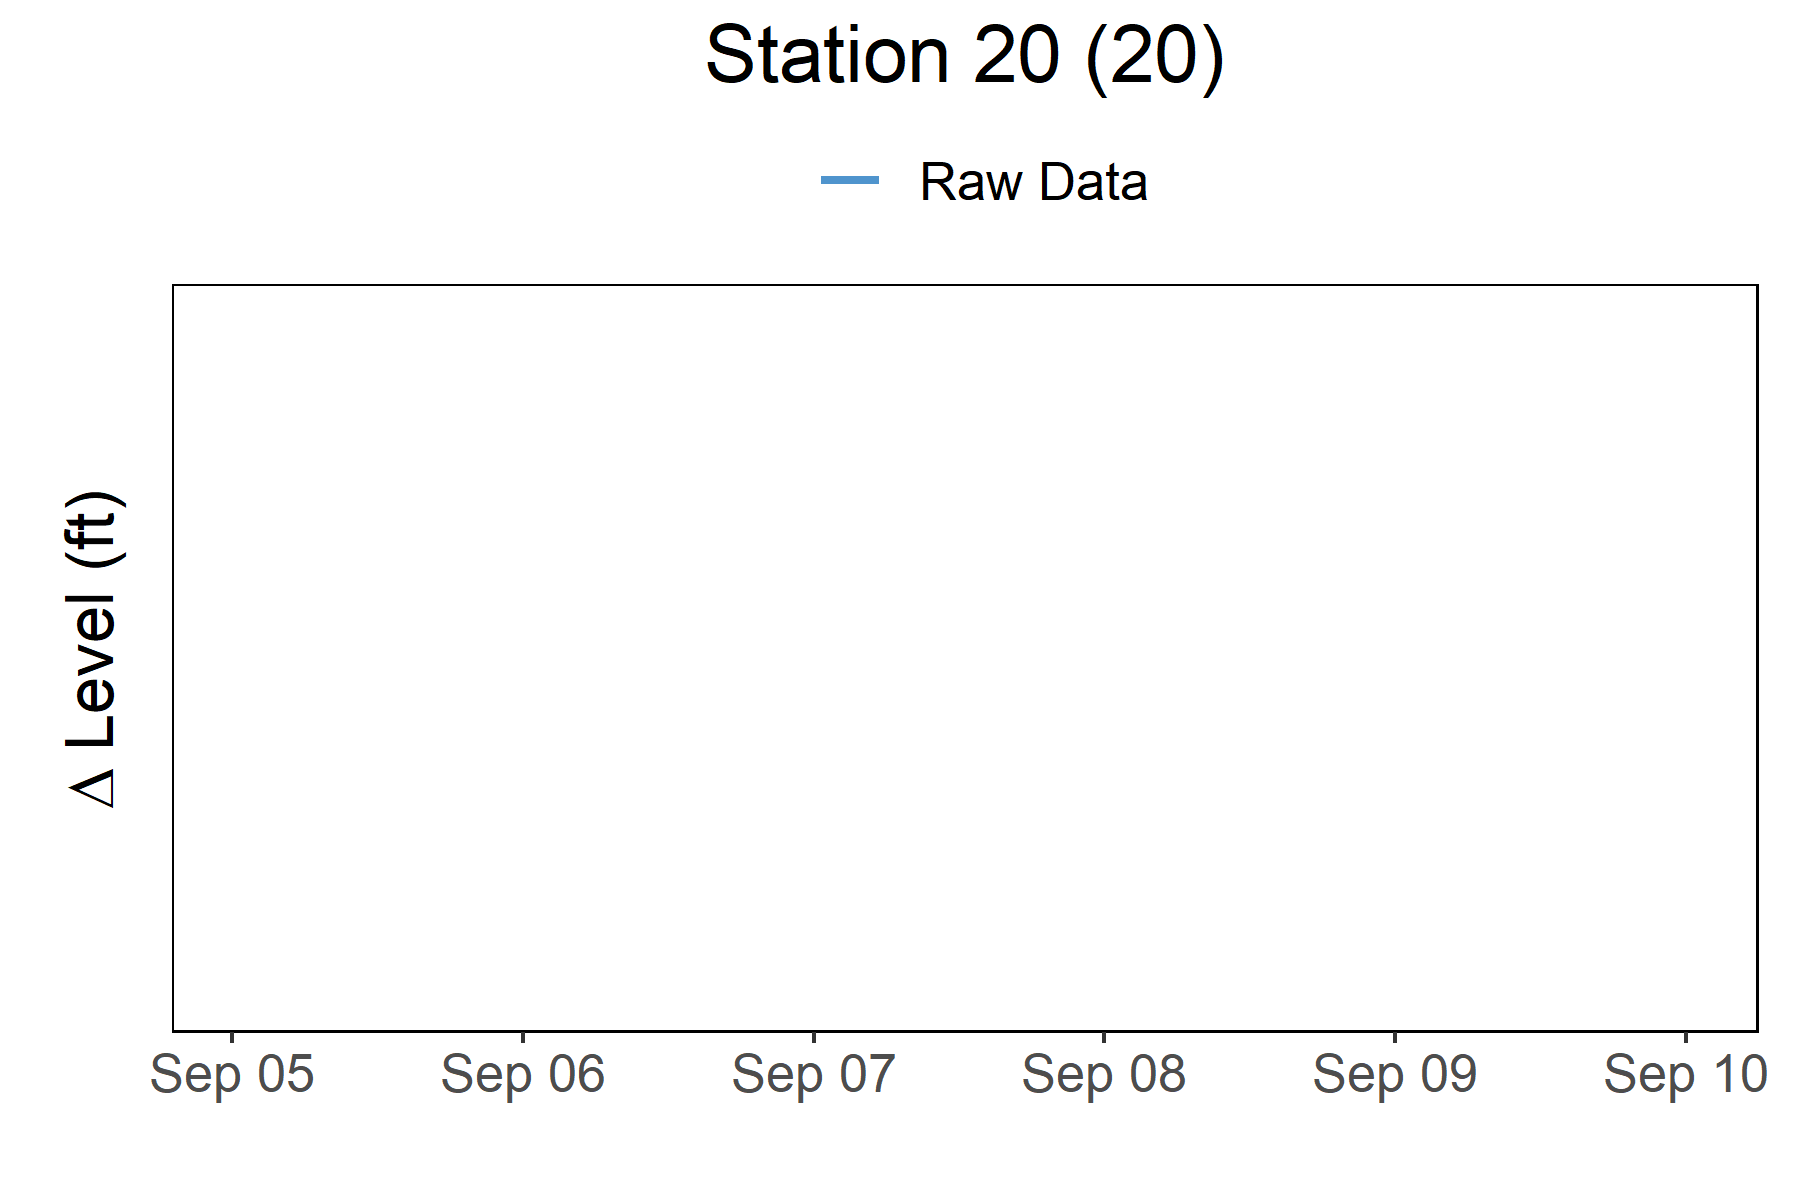 Station 20 (20)
Raw Data
Δ Level (ft)
Sep 05 Sep 06 Sep 07 Sep 08 Sep 09 Sep 10